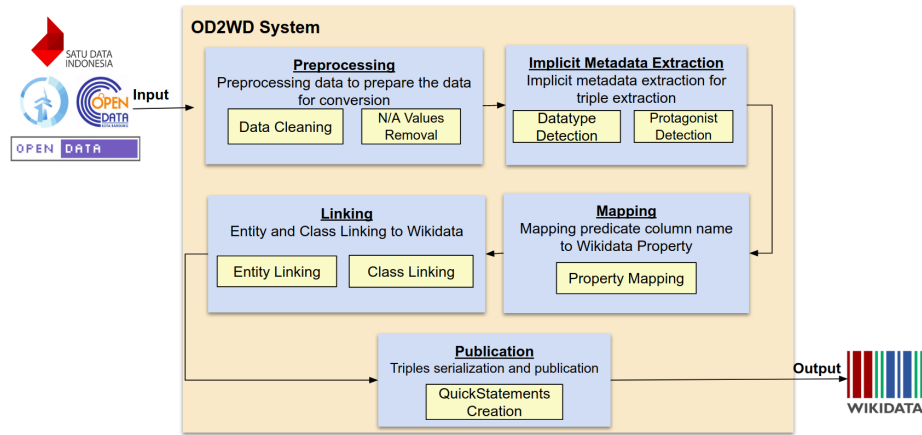 OD2WD System
SATU DATA
INDONESIA
OPEN
DATA
KOTA BANDUNG
OPEN DATA
Input
Preprocessing
Preprocessing data to prepare the data
for conversion
Data Cleaning
N/A Values
Removal
Implicit Metadata Extraction
Implicit metadata extraction for
triple extraction
Datatype
Detection
Protagonist
Detection
Linking
Entity and Class Linking to Wikidata
Entity Linking
Class Linking
Mapping
Mapping predicate column name
to Wikidata Property
Property Mapping
Publication
Triples serialization and publication
QuickStatements
Creation
Output
WIKIDATA